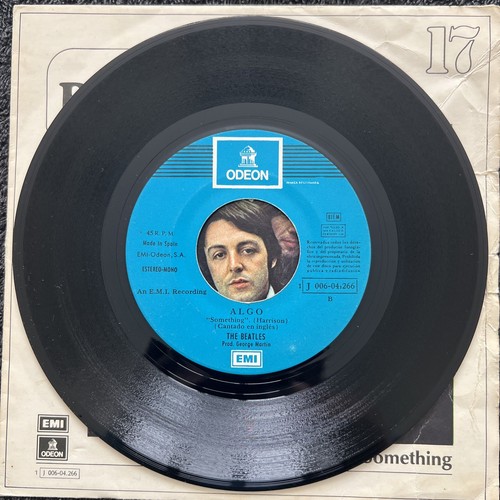 17
ODEON
45 R. P. M.
Made in Spain
EMI-Odeon, S.A.
ESTEREO-MONO
An E.M.I. Recording
1 J 006-04.266
B
ALGO
"Something". (Harrison)
(Cantado en inglés)
THE BEATLES
Prod. George Martin
EMI
EMI
ODEON
1 J 006-04.266
Something